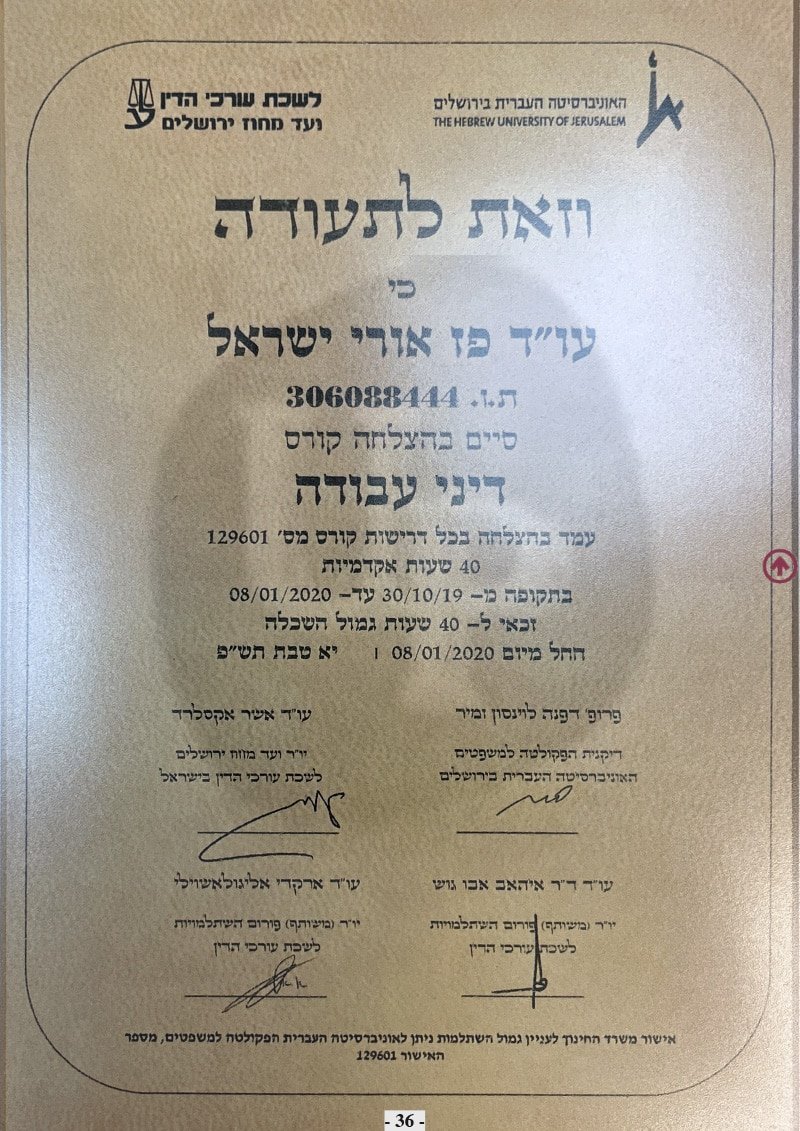 האוניברסיטה העברית בירושלים
THE HEBREW UNIVERSITY OF JERUSALEM
לשכת עורכי הדין
ועד מחוז ירושלים
וזאת לתעודה
כי
עו"ד פז אורי ישראל
ת.ז. 306088444
סיים בהצלחה קורס
דיני עבודה
עמד בהצלחה בכל דרישות קורס מס' 129601
40 שעות אקדמיות
בתקופה מ- 30/10/19 עד- 08/01/2020
זכאי ל- 40 שעות גמול השכלה
החל מיום 08/01/2020 | יא טבת תש"פ
פרופ' דפנה לוינסון זמיר
דיקנית הפקולטה למשפטים
האוניברסיטה העברית בירושלים
עו"ד אשר אקסלרד
יו"ר ועד מחוז ירושלים
לשכת עורכי הדין בישראל
עו"ד ד"ר איהאב אבו גוש
יו"ר (משותף) פורום השתלמויות
לשכת עורכי הדין
עו"ד ארקדי אליגולאשוילי
יו"ר (משותף) פורום השתלמויות
לשכת עורכי הדין
אישור משרד החינוך לעניין גמול השתלמות ניתן לאוניברסיטה העברית הפקולטה למשפטים, מספר
האישור 129601
- 36 -